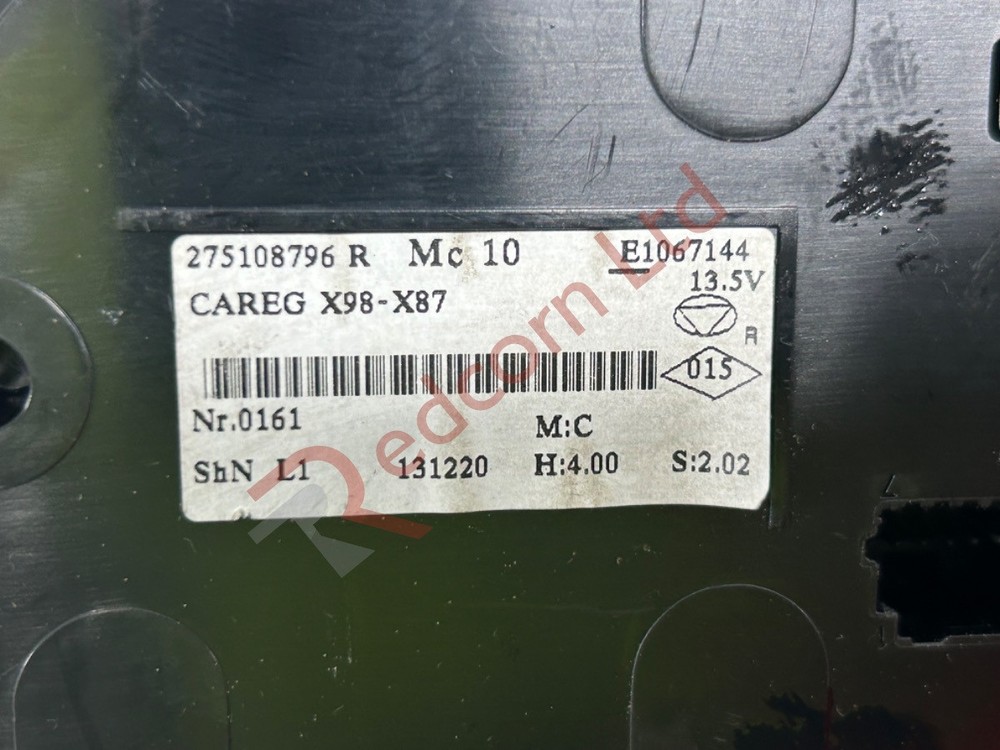 275108796 R Mc 10 E1067144
13.5V
CAREG X98-X87
R
015
Nr.0161 M:C
ShN L1 131220 H:4.00 S:2.02
Redcorn Ltd